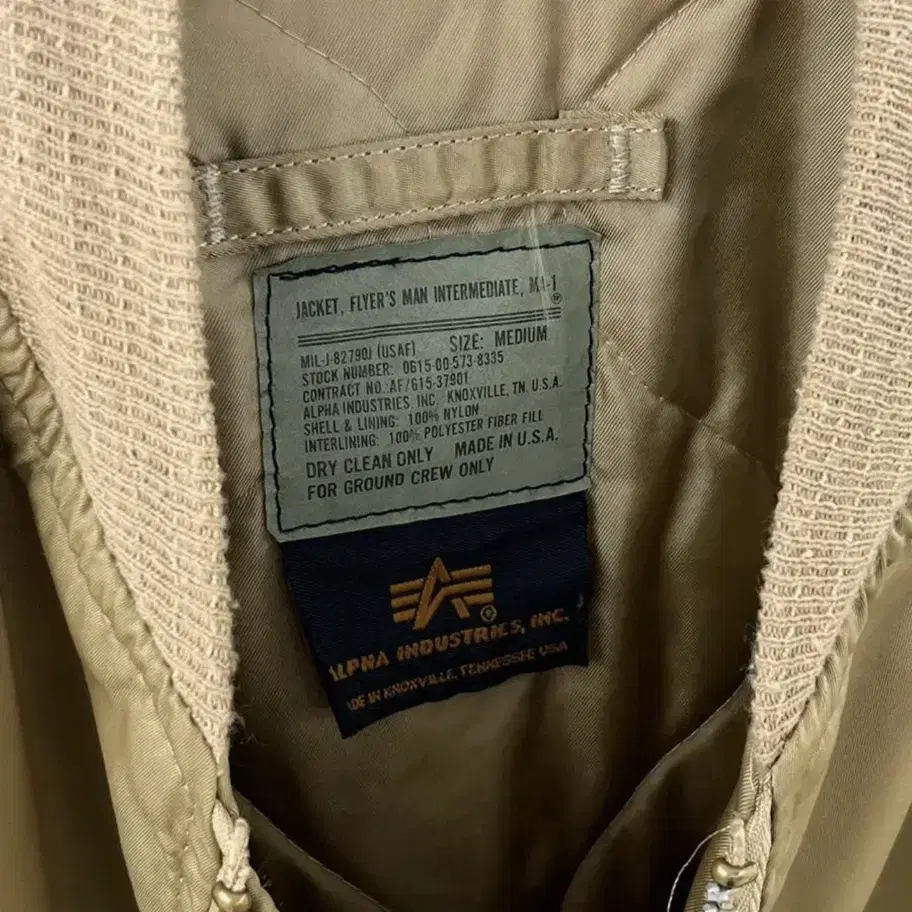 JACKET, FLYER'S MAN INTERMEDIATE, MA-1
®
MIL-J-8279OJ (USAF) SIZE: MEDIUM
STOCK NUMBER: 0615-00-573-8335
CONTRACT NO. AF/615-37901
ALPHA INDUSTRIES, INC. KNOXVILLE, TN. U.S.A.
SHELL & LINING: 100% NYLON
INTERLINING: 100% POLYESTER FIBER FILL
DRY CLEAN ONLY MADE IN U.S.A.
FOR GROUND CREW ONLY
A®
ALPHA INDUSTRIES, INC.
ADE IN KNOXVILLE, TENNESSEE USA